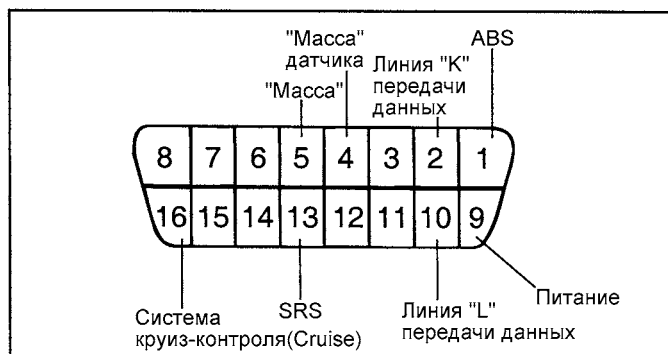 "Масса"
датчика
ABS
Линия "К"
передачи
данных
"Масса"
8 7 6 5 4 3 2 1
16 15 14 13 12 11 10 9
Система
круиз-контроля(Cruise)
SRS
Линия "L"
передачи данных
Питание